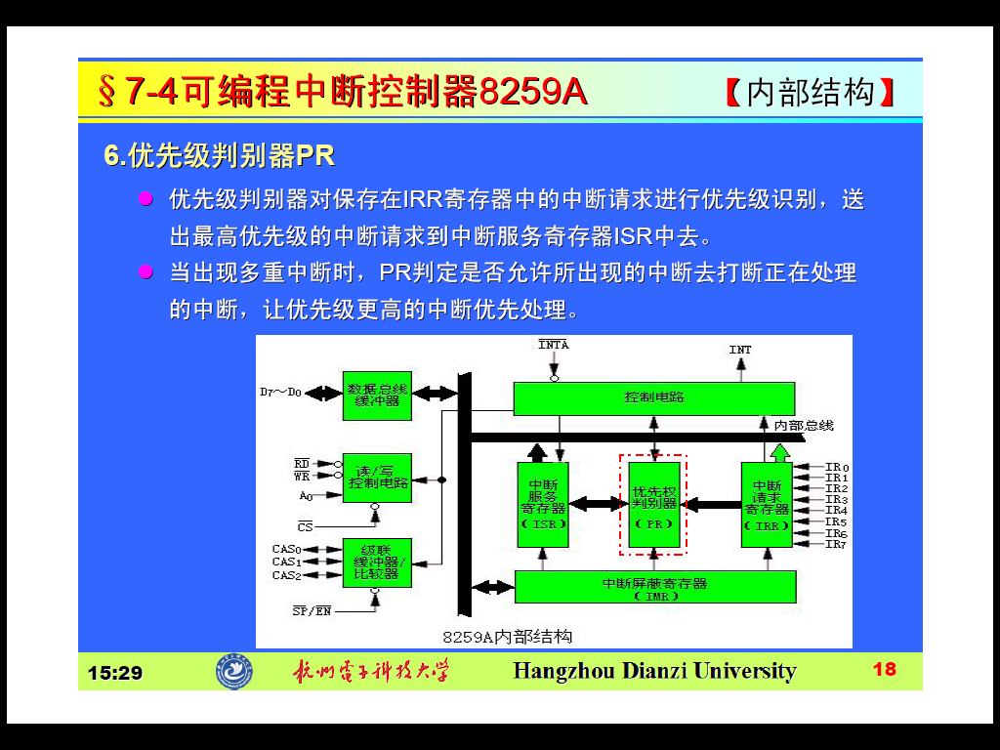 §7-4可编程中断控制器8259A 【内部结构】
6.优先级判别器PR
优先级判别器对保存在IRR寄存器中的中断请求进行优先级识别，送
出最高优先级的中断请求到中断服务寄存器ISR中去。
当出现多重中断时，PR判定是否允许所出现的中断去打断正在处理
的中断，让优先级更高的中断优先处理。
INTA
INT
D7～D0
数据总线
缓冲器
控制电路
内部总线
RD
WR
A0
CS
读/写
控制电路
中断
服务
寄存器
(ISR)
优先权
判别器
(PR)
中断
请求
寄存器
(IRR)
IR0
IR1
IR2
IR3
IR4
IR5
IR6
IR7
CAS0
CAS1
CAS2
级联
缓冲器/
比较器
SP/EN
中断屏蔽寄存器
(IMR)
8259A内部结构
15:29
杭州电子科技大学
Hangzhou Dianzi University
18